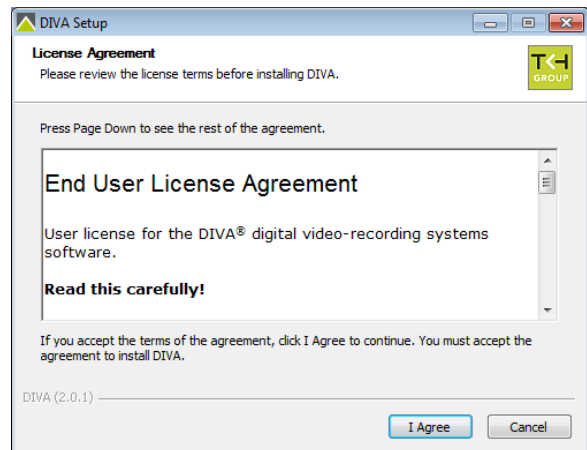 DIVA Setup
License Agreement
Please review the license terms before installing DIVA.
TKH
GROUP
Press Page Down to see the rest of the agreement.
End User License Agreement
User license for the DIVA® digital video-recording systems
software.
Read this carefully!
If you accept the terms of the agreement, click I Agree to continue. You must accept the
agreement to install DIVA.
DIVA (2.0.1)
I Agree
Cancel